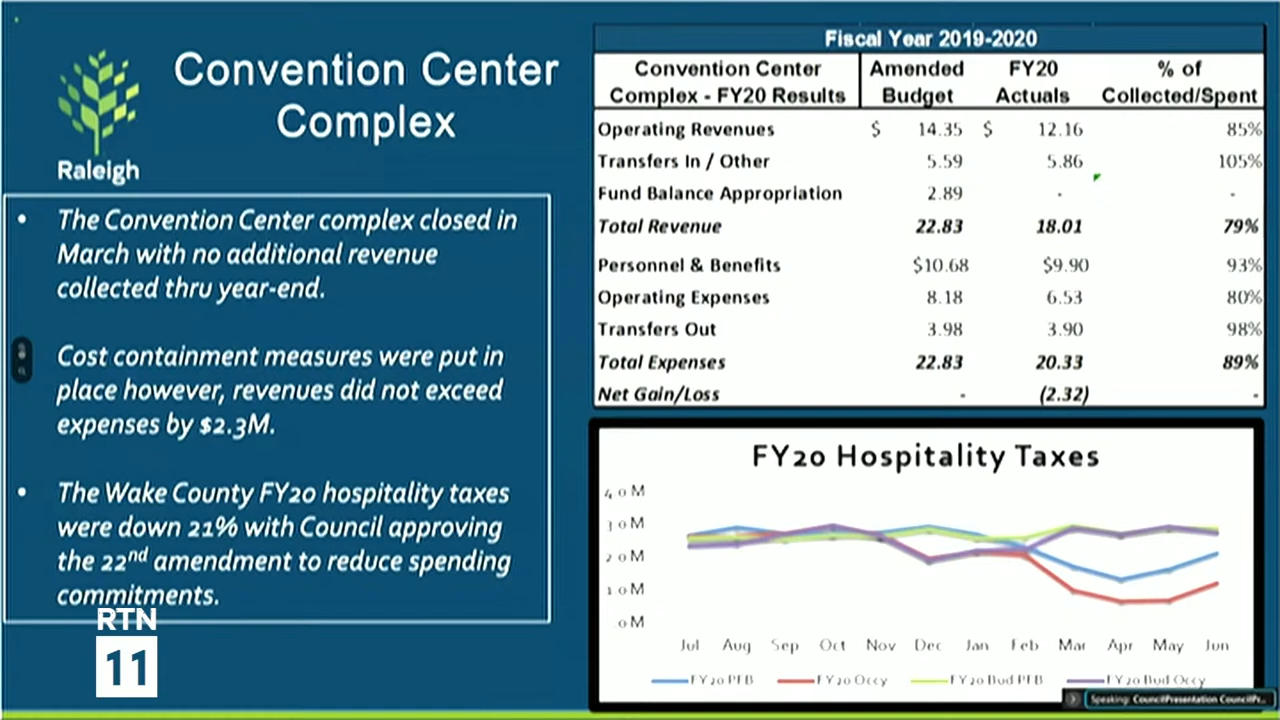 Convention Center
Complex
Raleigh
• The Convention Center complex closed in
March with no additional revenue
collected thru year-end.
Cost containment measures were put in
place however, revenues did not exceed
expenses by $2.3M.
• The Wake County FY20 hospitality taxes
were down 21% with Council approving
the 22nd amendment to reduce spending
commitments.
RTN
11
Fiscal Year 2019-2020
Convention Center Amended FY20 % of
Complex - FY20 Results Budget Actuals Collected/Spent
Operating Revenues $ 14.35 $ 12.16 85%
Transfers In / Other 5.59 5.86 105%
Fund Balance Appropriation 2.89 - -
Total Revenue 22.83 18.01 79%
Personnel & Benefits $10.68 $9.90 93%
Operating Expenses 8.18 6.53 80%
Transfers Out 3.98 3.90 98%
Total Expenses 22.83 20.33 89%
Net Gain/Loss - (2.32) -
FY20 Hospitality Taxes
4.0M
3.0M
2.0M
1.0M
.0M
Jul Aug Sep Oct Nov Dec Jan Feb Mar Apr May Jun
FY20 PFB FY20 Occy FY20 Bud PFB FY20 Bud Occy
Speaking: CouncilPresentation CouncilPr...